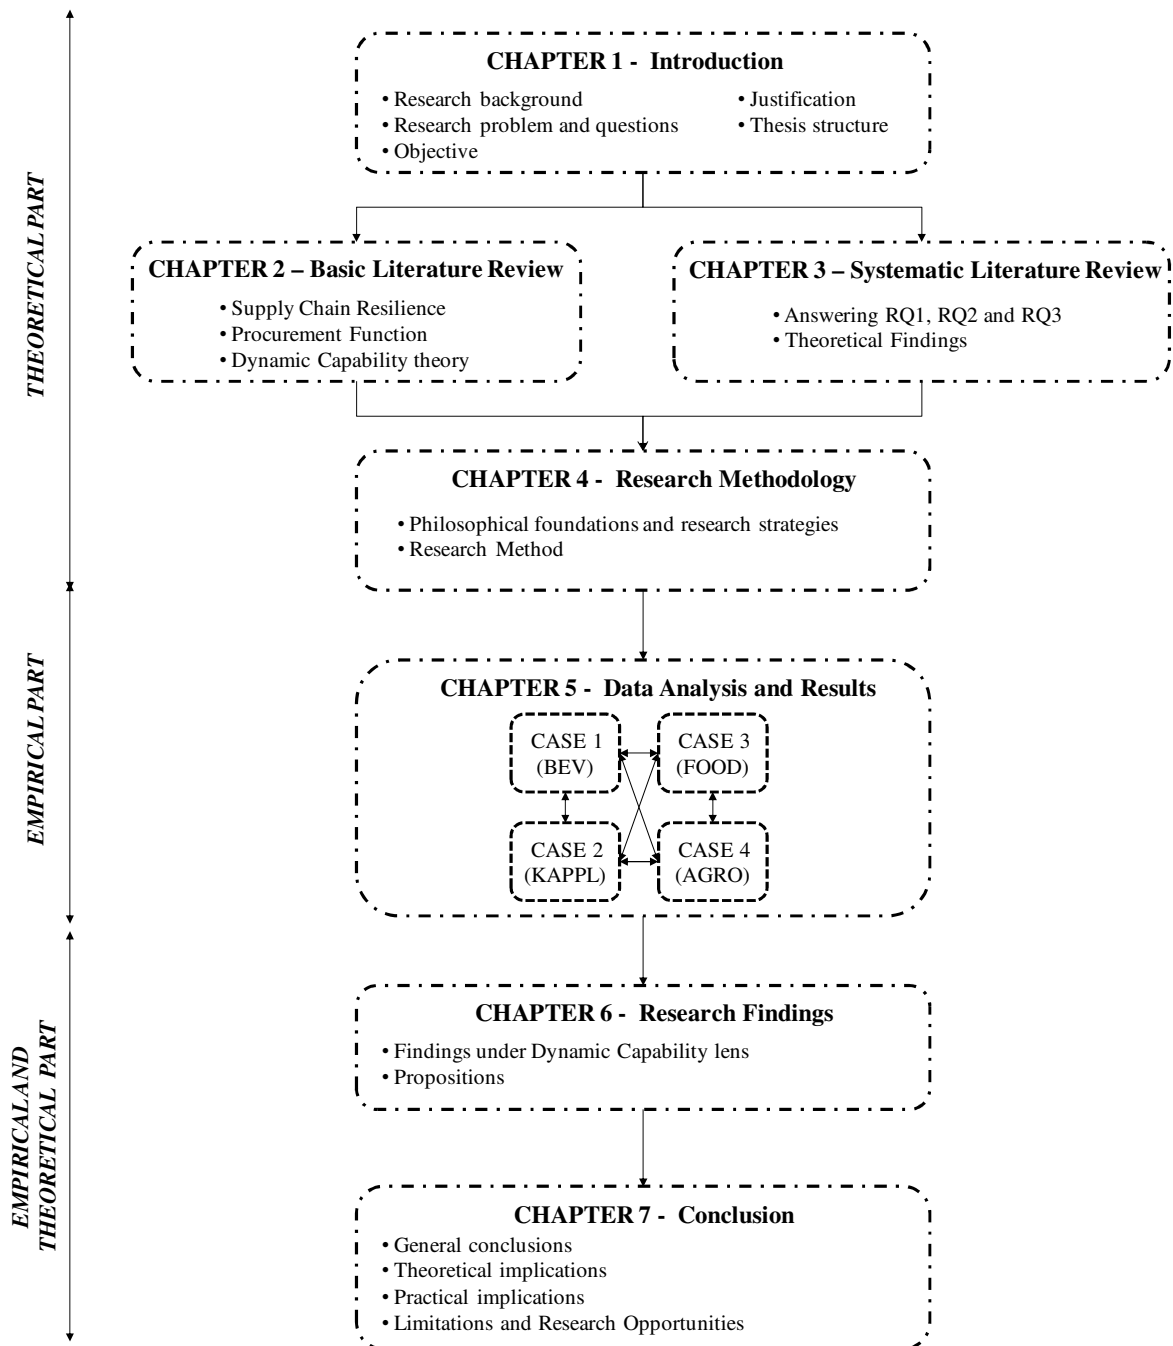 THEORETICAL PART
CHAPTER 1 - Introduction
• Research background
• Research problem and questions
• Objective
• Justification
• Thesis structure
CHAPTER 2 – Basic Literature Review
• Supply Chain Resilience
• Procurement Function
• Dynamic Capability theory
CHAPTER 3 – Systematic Literature Review
• Answering RQ1, RQ2 and RQ3
• Theoretical Findings
CHAPTER 4 - Research Methodology
• Philosophical foundations and research strategies
• Research Method
EMPIRICAL PART
CHAPTER 5 - Data Analysis and Results
CASE 1
(BEV)
CASE 3
(FOOD)
CASE 2
(KAPPL)
CASE 4
(AGRO)
EMPIRICAL AND
THEORETICAL PART
CHAPTER 6 - Research Findings
• Findings under Dynamic Capability lens
• Propositions
CHAPTER 7 - Conclusion
• General conclusions
• Theoretical implications
• Practical implications
• Limitations and Research Opportunities